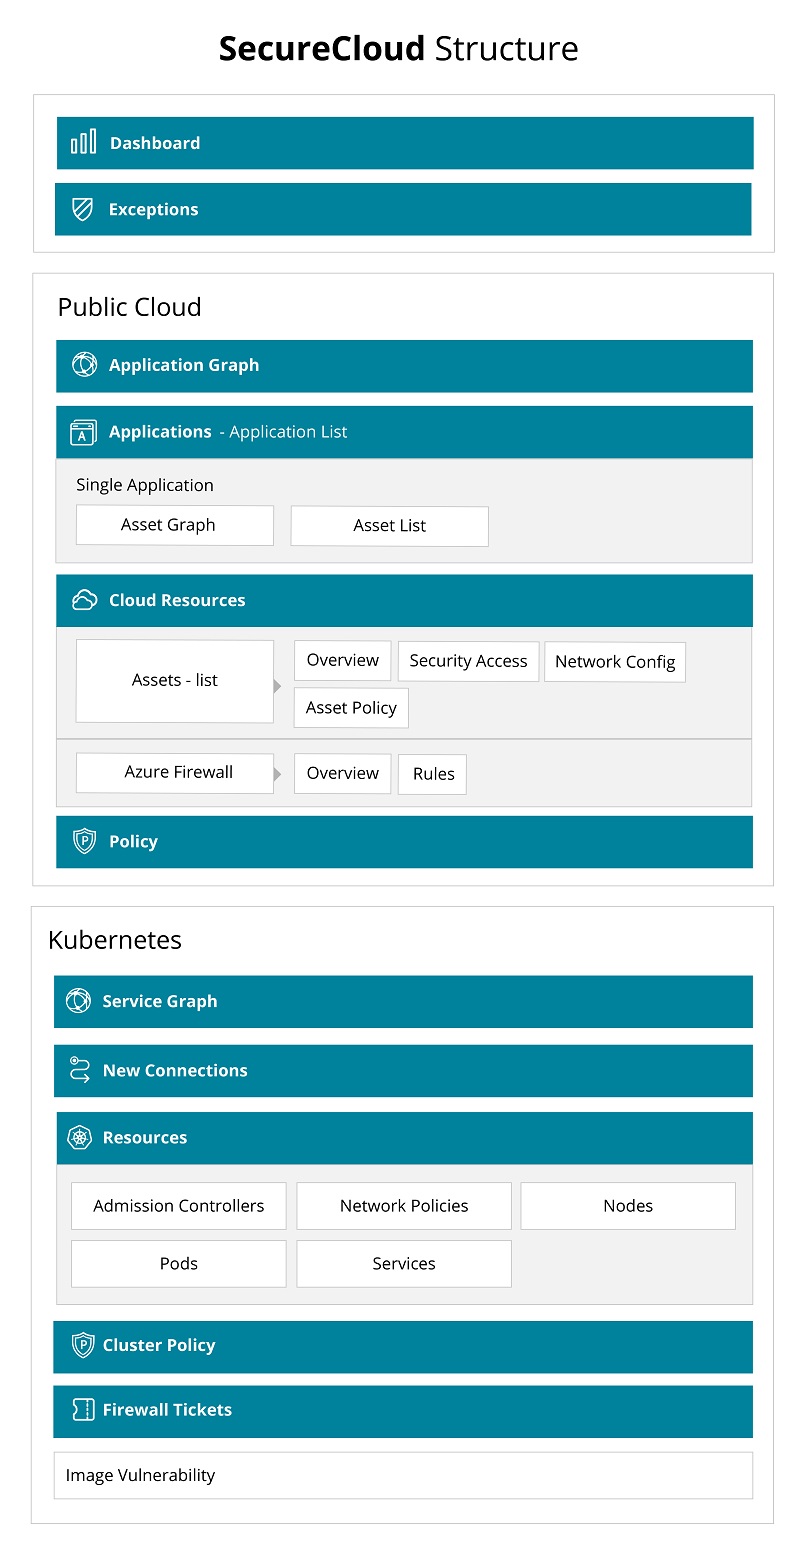 SecureCloud Structure
Dashboard
Exceptions
Public Cloud
Application Graph
A
Applications - Application List
Single Application
Asset Graph
Asset List
Cloud Resources
Assets - list
Overview
Security Access
Network Config
Asset Policy
Azure Firewall
Overview
Rules
P
Policy
Kubernetes
Service Graph
New Connections
Resources
Admission Controllers
Network Policies
Nodes
Pods
Services
P
Cluster Policy
Firewall Tickets
Image Vulnerability